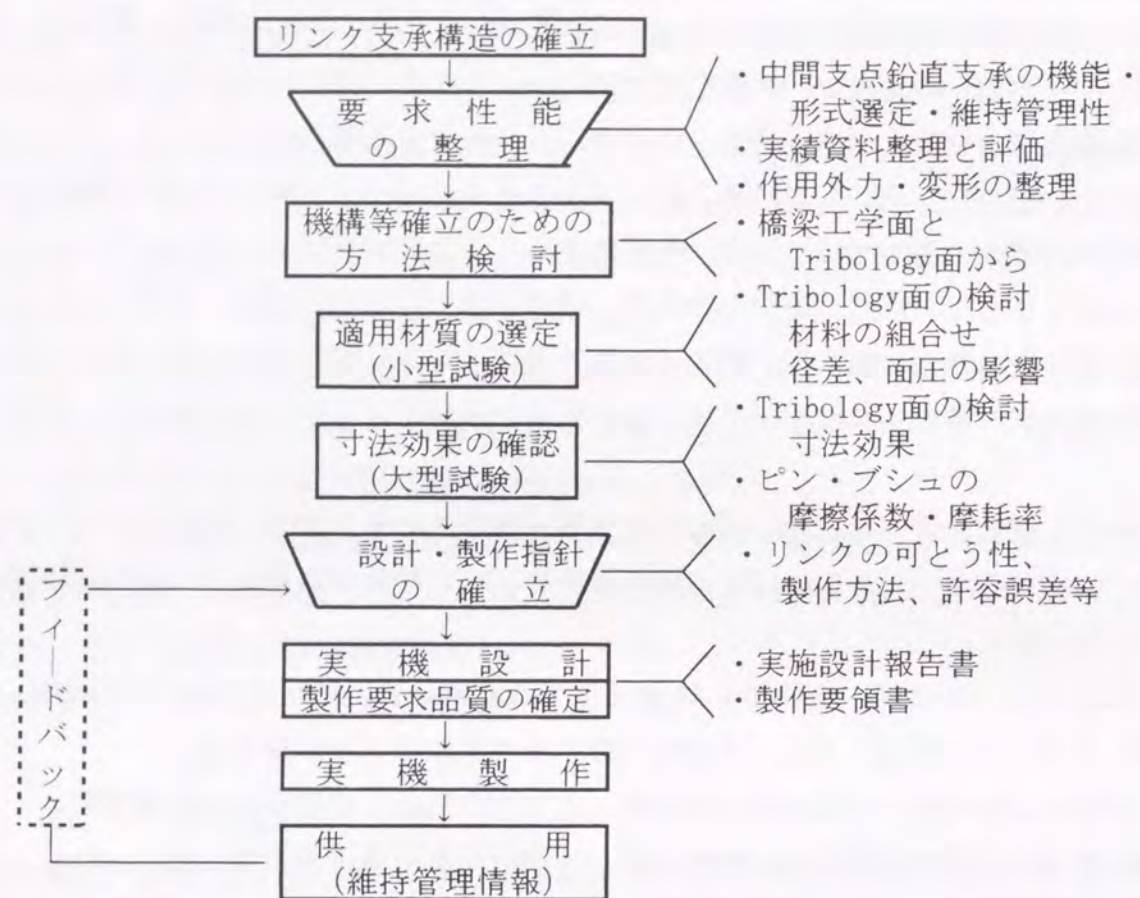 リンク支承構造の確立
要求性能
の整理
・中間支点鉛直支承の機能・
形式選定・維持管理性
・実績資料整理と評価
・作用外力・変形の整理
機構等確立のための
方法検討
・橋梁工学面と
Tribology面から
適用材質の選定
(小型試験)
・Tribology面の検討
材料の組合せ
径差、面圧の影響
寸法効果の確認
(大型試験)
・Tribology面の検討
寸法効果
・ピン・ブシュの
摩擦係数・摩耗率
設計・製作指針
の確立
・リンクの可とう性、
製作方法、許容誤差等
実機設計
製作要求品質の確定
・実施設計報告書
・製作要領書
実機製作
供用
(維持管理情報)
フィードバック